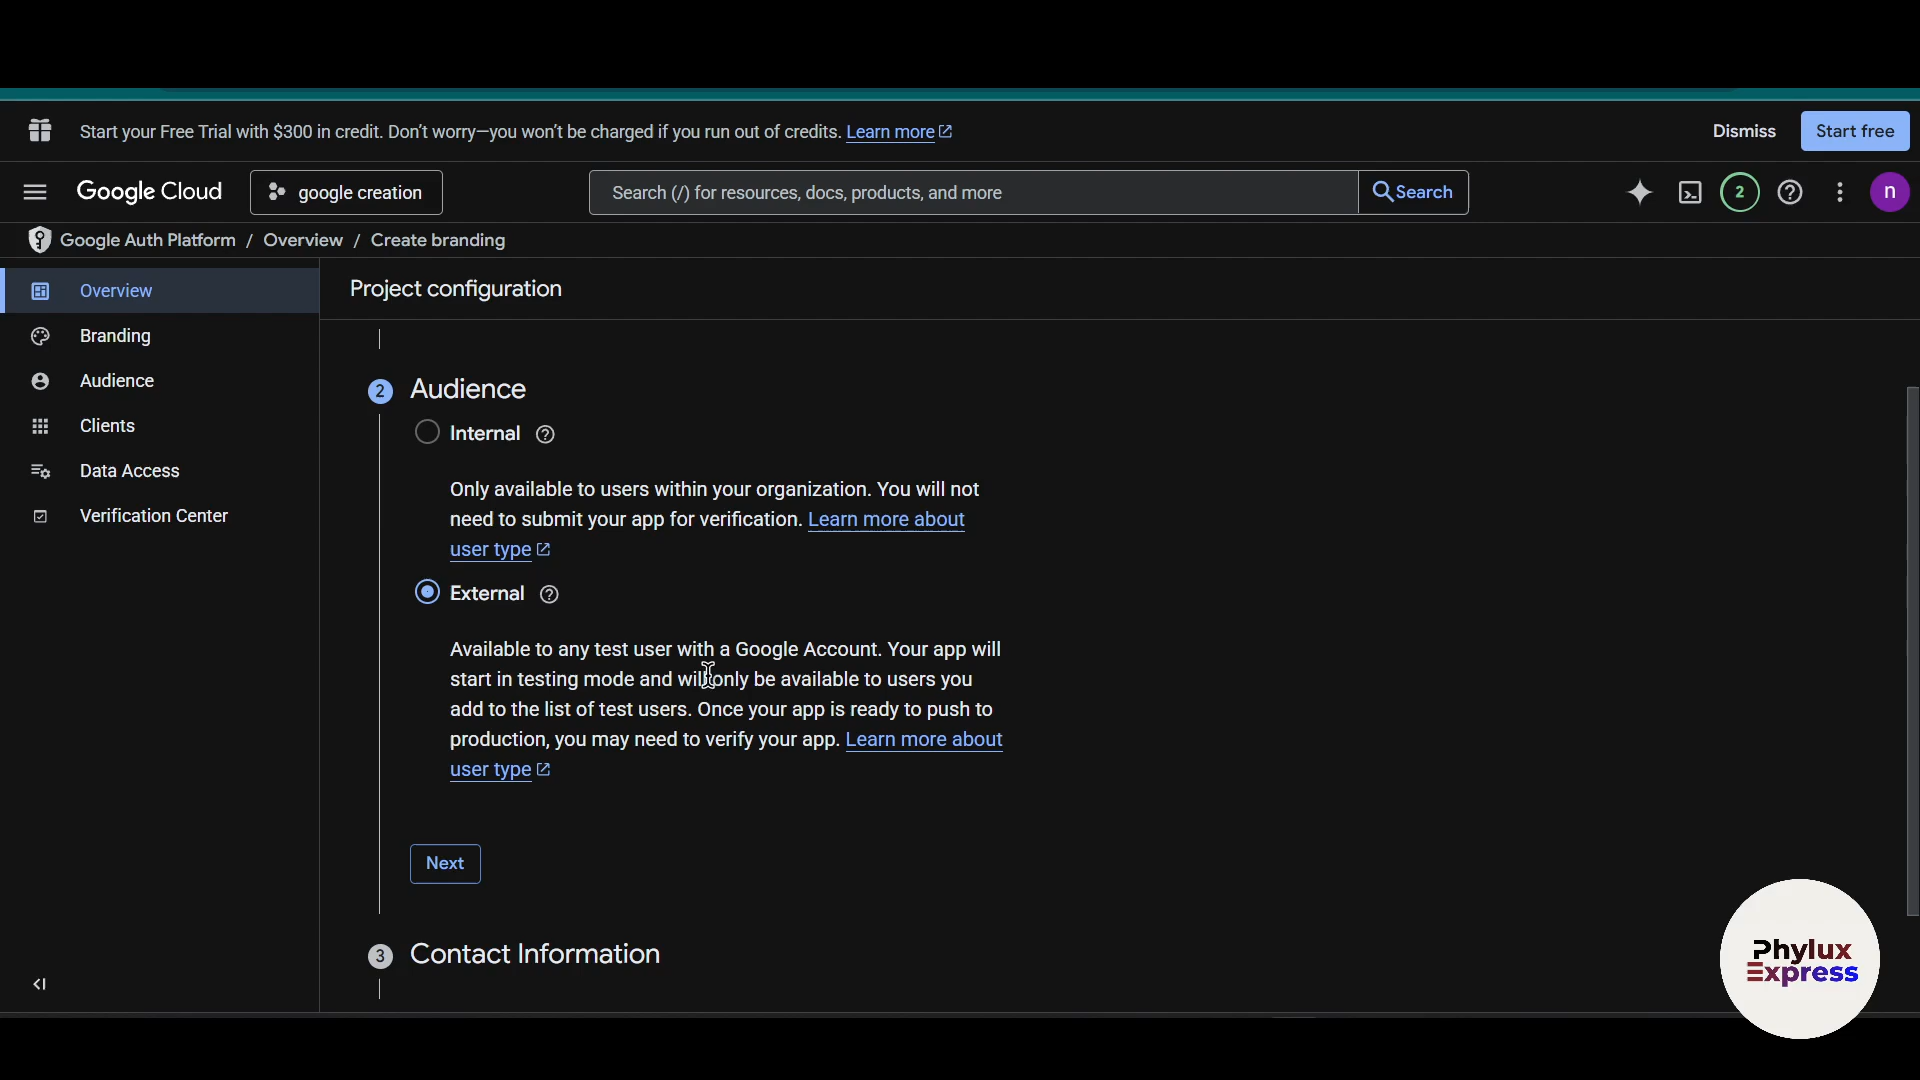 Start your Free Trial with $300 in credit. Don't worry—you won't be charged if you run out of credits. Learn more
Dismiss
Start free
Google Cloud
google creation
Search (/) for resources, docs, products, and more
Search
2
n
Google Auth Platform / Overview / Create branding
Overview
Branding
Audience
Clients
Data Access
Verification Center
Project configuration
2 Audience
Internal
Only available to users within your organization. You will not
need to submit your app for verification. Learn more about
user type
External
Available to any test user with a Google Account. Your app will
start in testing mode and will only be available to users you
add to the list of test users. Once your app is ready to push to
production, you may need to verify your app. Learn more about
user type
Next
3 Contact Information
Phylux
Express